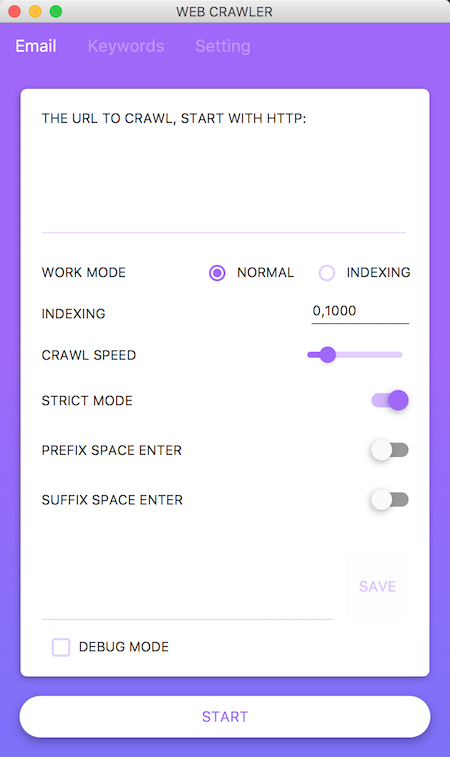 WEB CRAWLER
Email Keywords Setting
THE URL TO CRAWL, START WITH HTTP:
WORK MODE NORMAL INDEXING
INDEXING 0,1000
CRAWL SPEED
STRICT MODE
PREFIX SPACE ENTER
SUFFIX SPACE ENTER
SAVE
DEBUG MODE
START